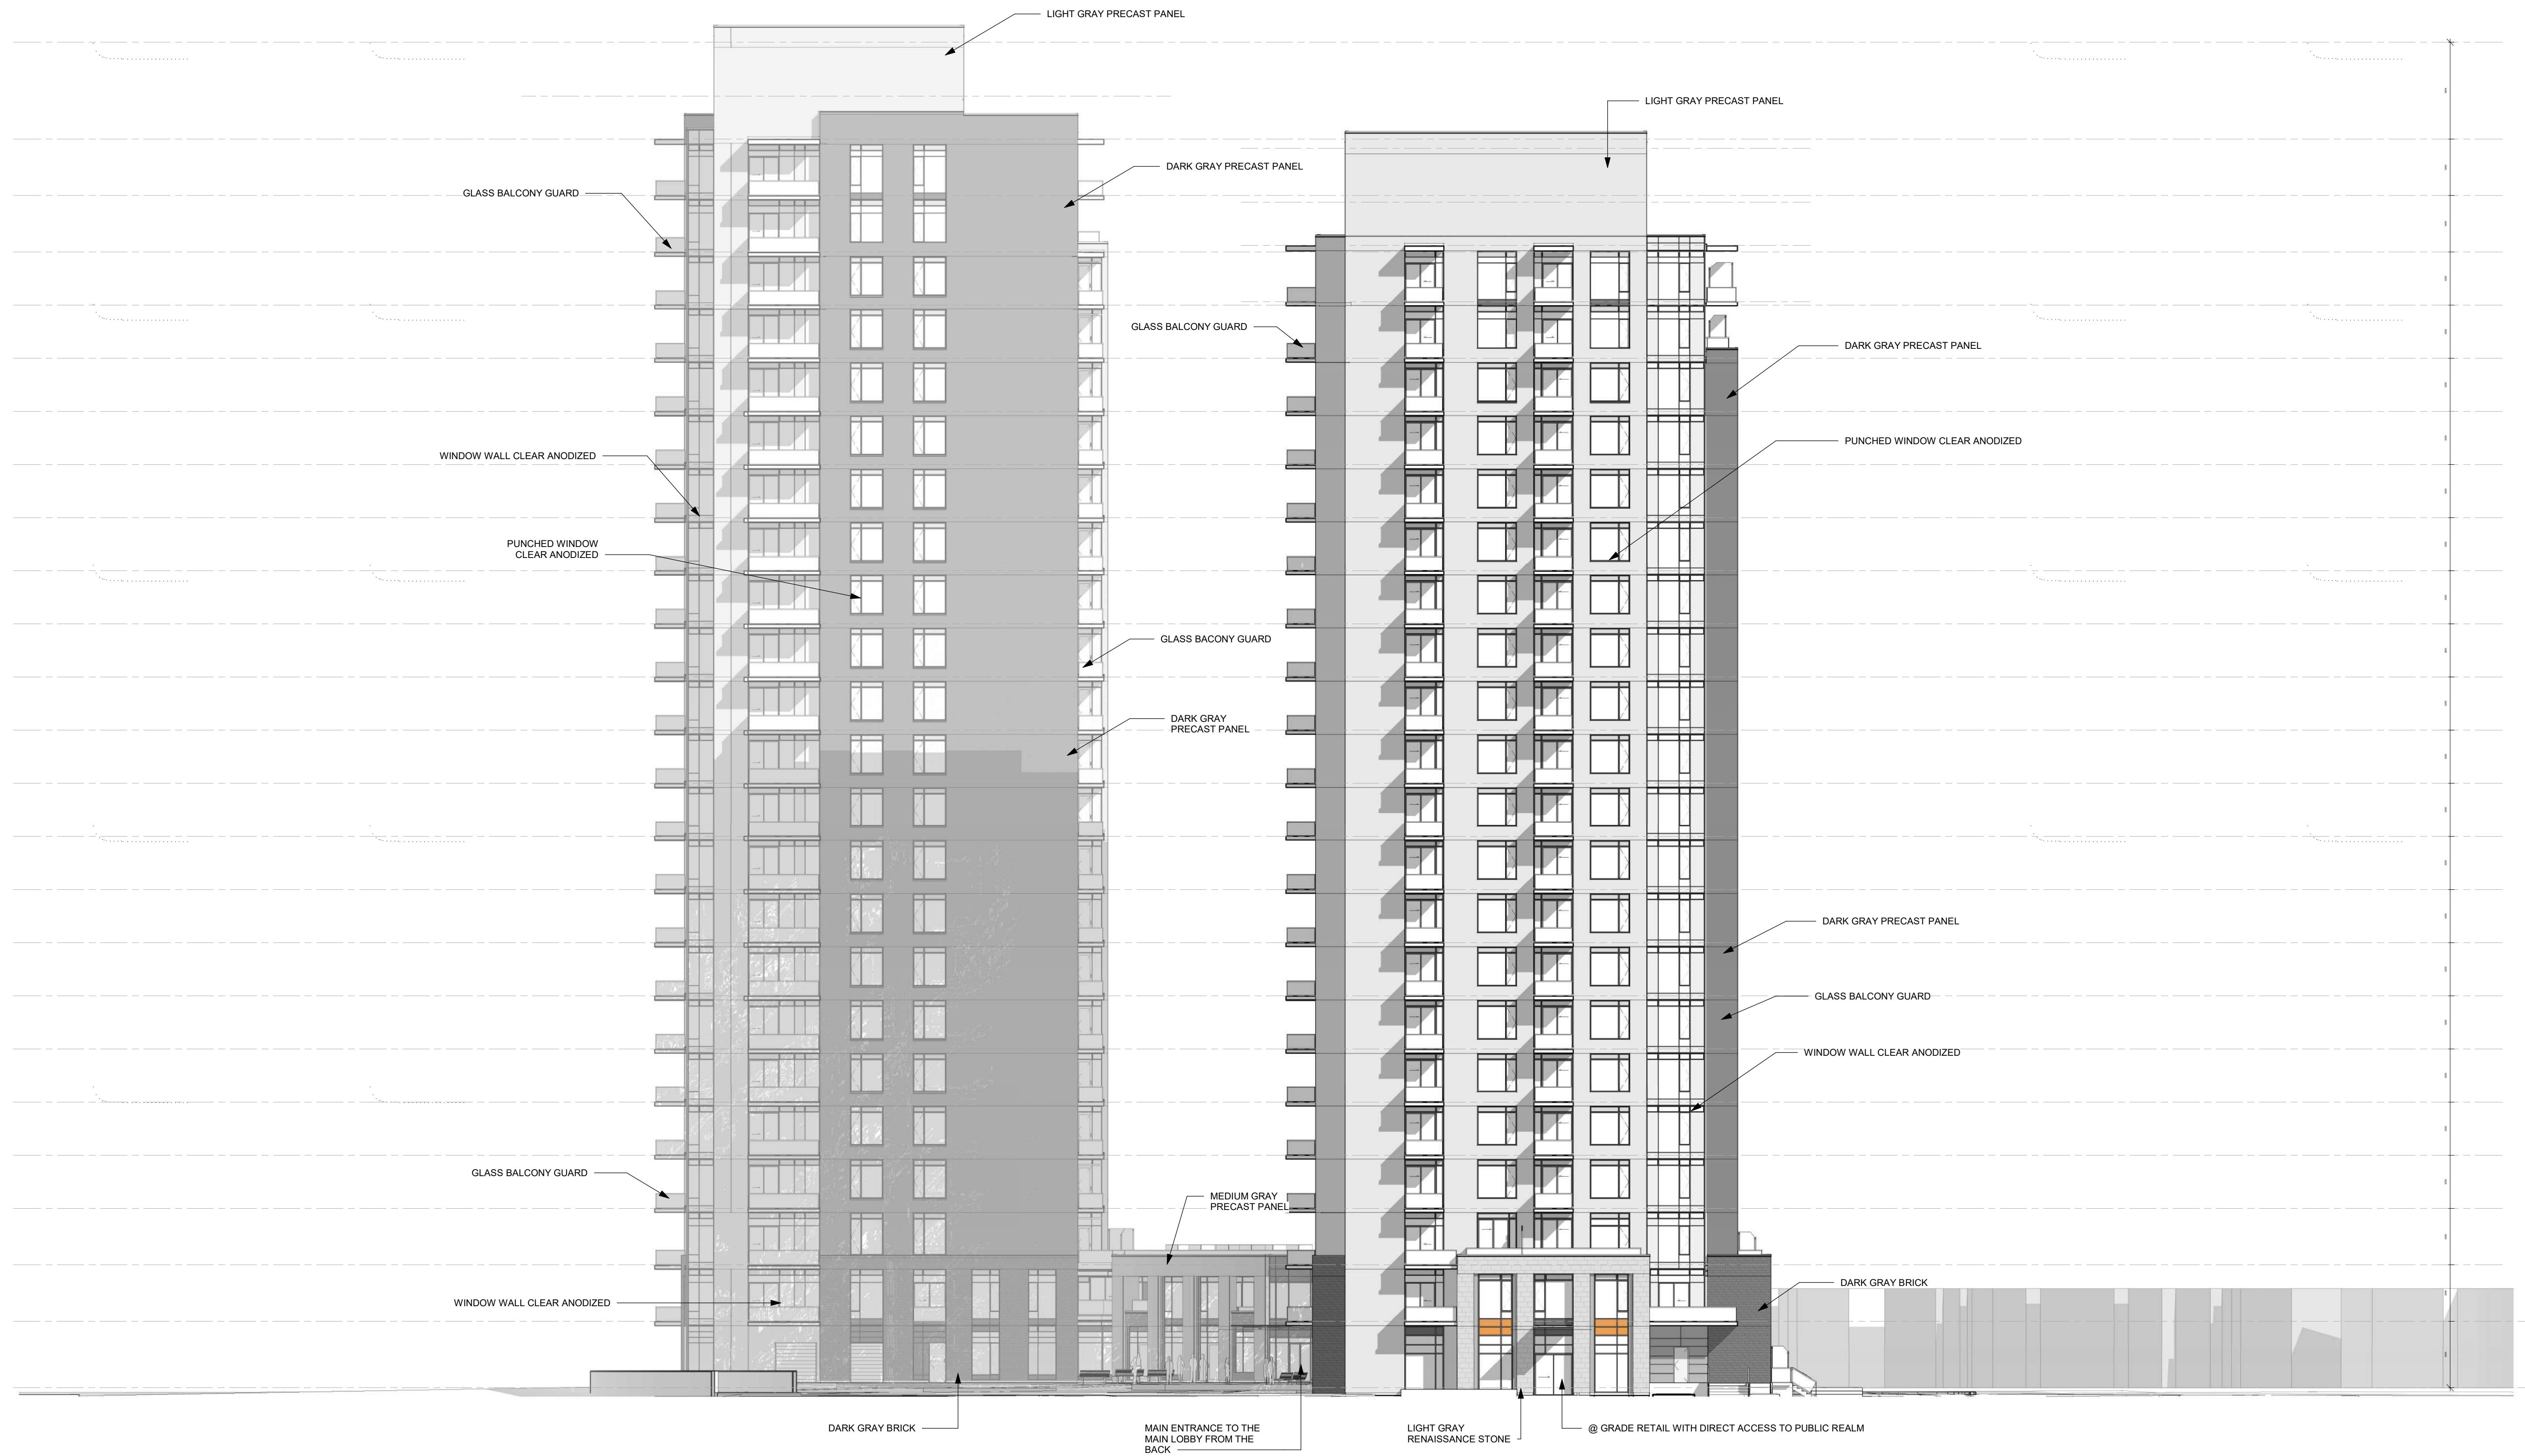 LIGHT GRAY PRECAST PANEL
LIGHT GRAY PRECAST PANEL
DARK GRAY PRECAST PANEL
GLASS BALCONY GUARD
GLASS BALCONY GUARD
DARK GRAY PRECAST PANEL
PUNCHED WINDOW CLEAR ANODIZED
WINDOW WALL CLEAR ANODIZED
PUNCHED WINDOW
CLEAR ANODIZED
GLASS BACONY GUARD
DARK GRAY
PRECAST PANEL
DARK GRAY PRECAST PANEL
GLASS BALCONY GUARD
WINDOW WALL CLEAR ANODIZED
GLASS BALCONY GUARD
MEDIUM GRAY
PRECAST PANEL
DARK GRAY BRICK
WINDOW WALL CLEAR ANODIZED
DARK GRAY BRICK
MAIN ENTRANCE TO THE
MAIN LOBBY FROM THE
BACK
LIGHT GRAY
RENAISSANCE STONE
@ GRADE RETAIL WITH DIRECT ACCESS TO PUBLIC REALM